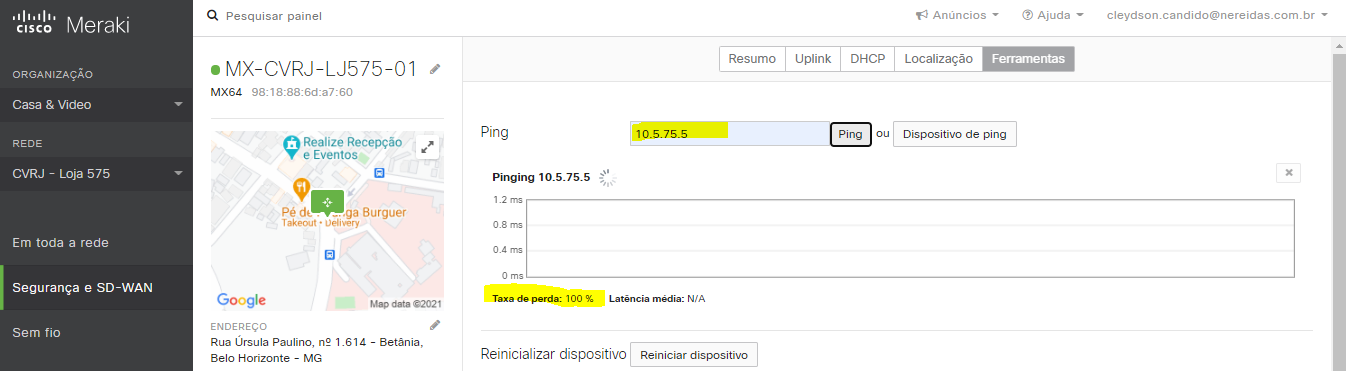 cisco Meraki
Pesquisar painel
Anúncios
Ajuda
cleydson.candido@nereidas.com.br
ORGANIZAÇÃO
Casa & Video
REDE
CVRJ - Loja 575
Em toda a rede
Segurança e SD-WAN
Sem fio
MX-CVRJ-LJ575-01
MX64 98:18:88:6d:a7:60
Realize Recepção
e Eventos
Pé de
nga Burguer
Takeout • Delivery
Google
Map data ©2021
ENDEREÇO
Rua Úrsula Paulino, nº 1.614 - Betânia,
Belo Horizonte - MG
Resumo Uplink DHCP Localização Ferramentas
Ping 10.5.75.5 Ping ou Dispositivo de ping
Pinging 10.5.75.5
1.2 ms
0.8 ms
0.4 ms
0 ms
Taxa de perda: 100 % Latência média: N/A
Reinicializar dispositivo Reiniciar dispositivo